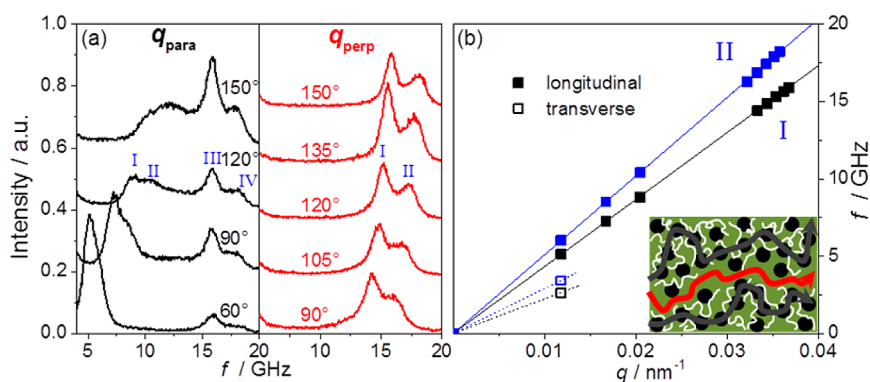 (a) q para
q perp
(b)
Intensity / a.u.
1.0
0.8
0.6
0.4
0.2
0.0
150°
120°
90°
60°
I
II
III
IV
150°
135°
120°
105°
90°
I
II
5 10 15 20
5 10 15 20
f / GHz
longitudinal
transverse
II
I
20
15
10
5
0
f / GHz
0.01 0.02 0.03 0.04
q / nm⁻¹